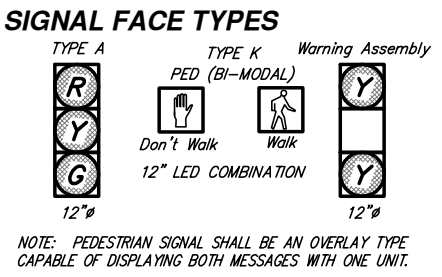 SIGNAL FACE TYPES
TYPE A
R
Y
G
12"ø
TYPE K
PED (BI-MODAL)
Don't Walk
Walk
12" LED COMBINATION
Warning Assembly
Y
Y
12"ø
NOTE: PEDESTRIAN SIGNAL SHALL BE AN OVERLAY TYPE
CAPABLE OF DISPLAYING BOTH MESSAGES WITH ONE UNIT.